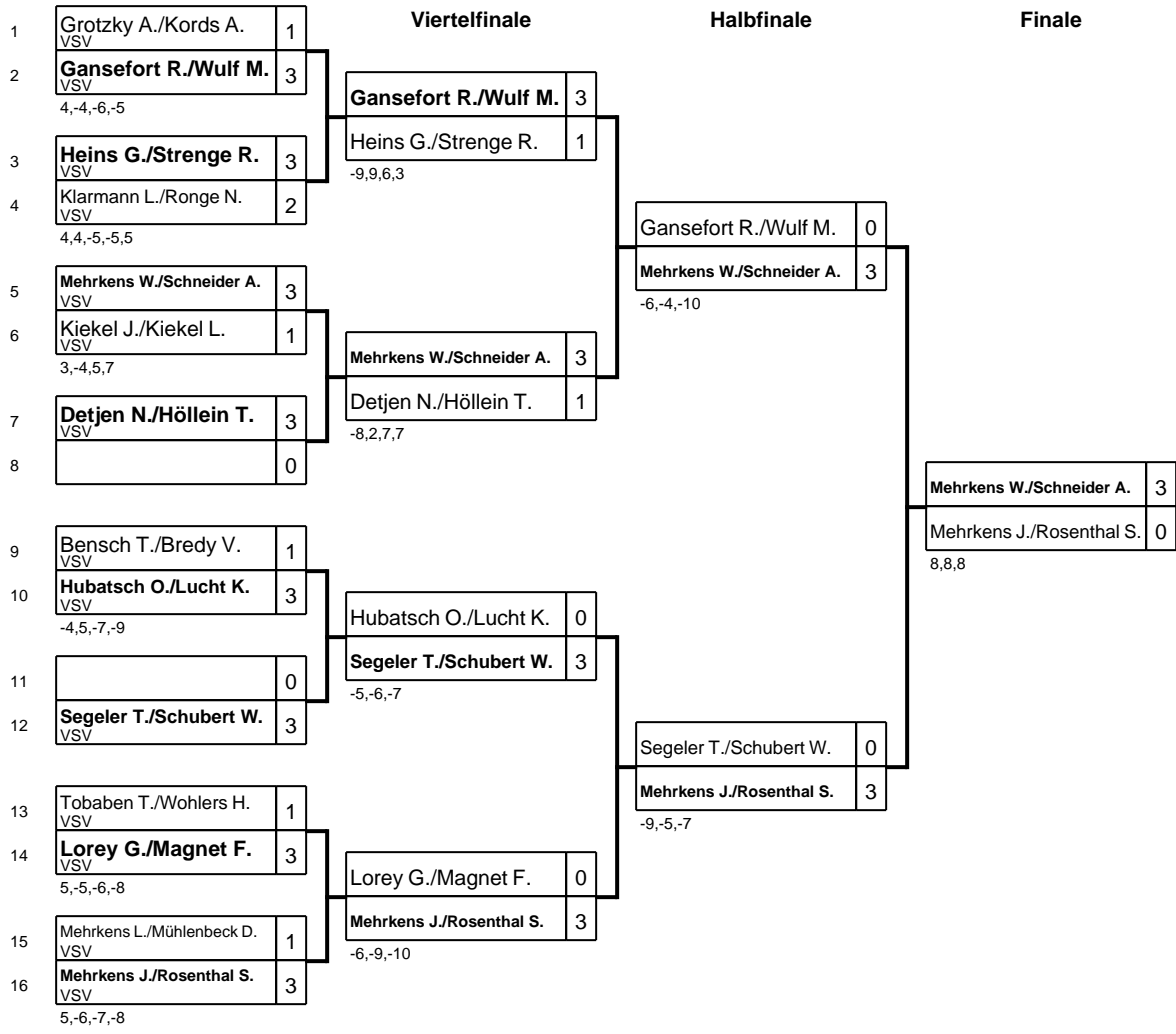 Viertelfinale
Halbfinale
Finale
1
Grotzky A./Kords A.
VSV
1
2
Gansefort R./Wulf M.
VSV
3
4,-4,-6,-5
3
Heins G./Strenge R.
VSV
3
4
Klarmann L./Ronge N.
VSV
2
4,4,-5,-5,5
5
Mehrkens W./Schneider A.
VSV
3
6
Kiekel J./Kiekel L.
VSV
1
3,-4,5,7
7
Detjen N./Höllein T.
VSV
3
8
0
9
Bensch T./Bredy V.
VSV
1
10
Hubatsch O./Lucht K.
VSV
3
-4,5,-7,-9
11
0
12
Segeler T./Schubert W.
VSV
3
13
Tobaben T./Wohlers H.
VSV
1
14
Lorey G./Magnet F.
VSV
3
5,-5,-6,-8
15
Mehrkens L./Mühlenbeck D.
VSV
1
16
Mehrkens J./Rosenthal S.
VSV
3
5,-6,-7,-8
Gansefort R./Wulf M. 3
Heins G./Strenge R. 1
-9,9,6,3
Mehrkens W./Schneider A. 3
Detjen N./Höllein T. 1
-8,2,7,7
Hubatsch O./Lucht K. 0
Segeler T./Schubert W. 3
-5,-6,-7
Lorey G./Magnet F. 0
Mehrkens J./Rosenthal S. 3
-6,-9,-10
Gansefort R./Wulf M. 0
Mehrkens W./Schneider A. 3
-6,-4,-10
Segeler T./Schubert W. 0
Mehrkens J./Rosenthal S. 3
-9,-5,-7
Mehrkens W./Schneider A. 3
Mehrkens J./Rosenthal S. 0
8,8,8